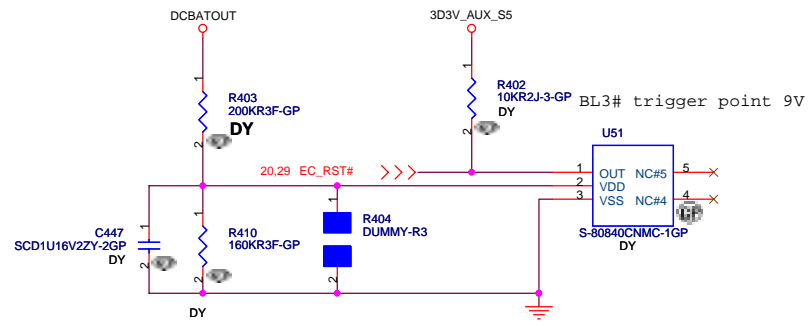 DCBATOUT
3D3V_AUX_S5
1
R403
200KR3F-GP
DY
2
1
R402
10KR2J-3-GP
DY
2
BL3# trigger point 9V
U51
20,29 EC_RST#
1 OUT NC#5 5
2 VDD
3 VSS NC#4 4
GP
S-80840CNMC-1GP
DY
1
C447
SCD1U16V2ZY-2GP
DY
2
1
R410
160KR3F-GP
2
DY
1
R404
DUMMY-R3
2